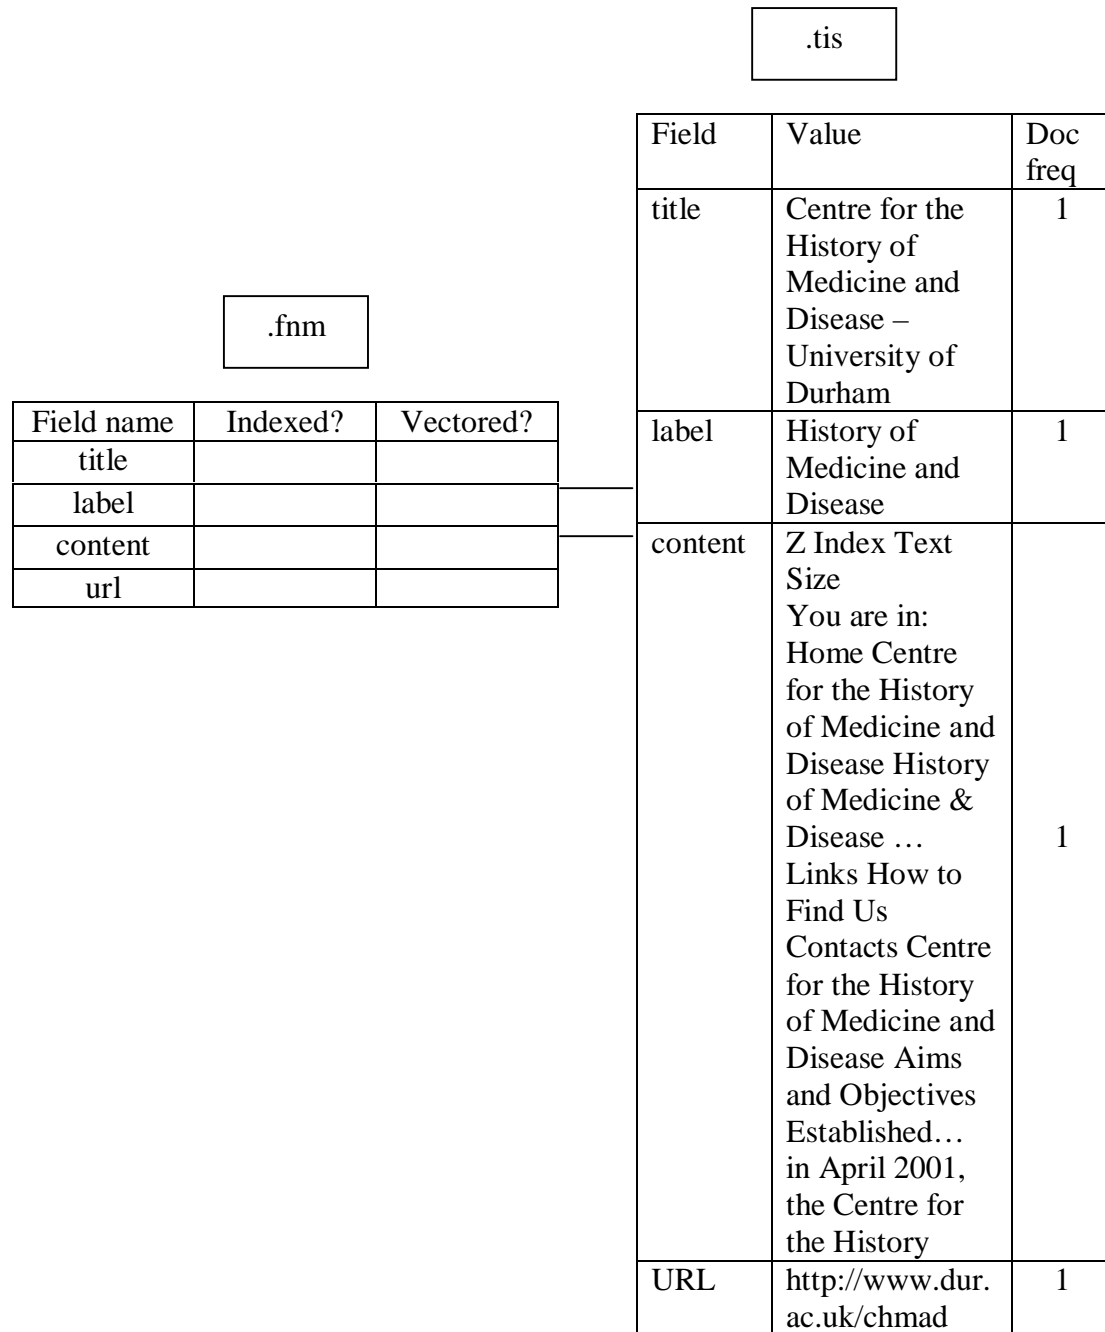 .tis
Field Value Doc
freq
title Centre for the 1
History of
Medicine and
Disease –
University of
Durham
label History of 1
Medicine and
Disease
content Z Index Text
Size
You are in:
Home Centre
for the History
of Medicine and
Disease History
of Medicine &
Disease … 1
Links How to
Find Us
Contacts Centre
for the History
of Medicine and
Disease Aims
and Objectives
Established…
in April 2001,
the Centre for
the History
URL http://www.dur. 1
ac.uk/chmad
.fnm
Field name Indexed? Vectored?
title
label
content
url